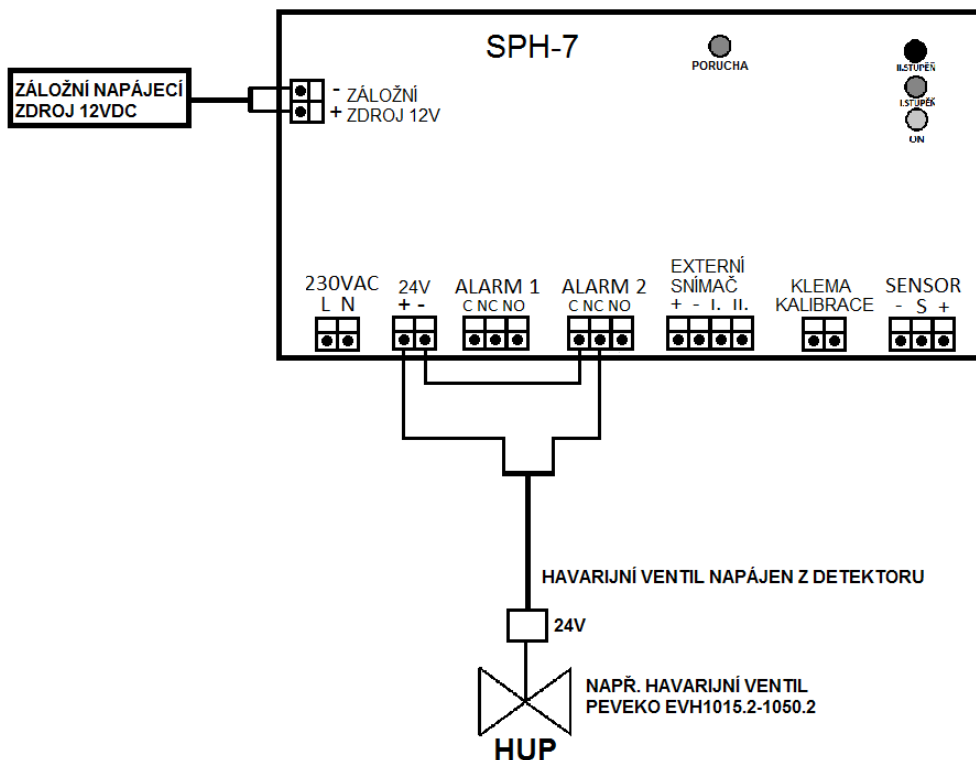 SPH-7
PORUCHA
II.STUPEŇ
I.STUPEŇ
ON
ZÁLOŽNÍ NAPÁJECÍ
ZDROJ 12VDC
- ZÁLOŽNÍ
+ ZDROJ 12V
230VAC
L N
24V
+ -
ALARM 1
C NC NO
ALARM 2
C NC NO
EXTERNÍ
SNÍMAČ
+ - I. II.
KLEMA
KALIBRACE
SENSOR
- S +
HAVARIJNÍ VENTIL NAPÁJEN Z DETEKTORU
24V
NAPŘ. HAVARIJNÍ VENTIL
PEVEKO EVH1015.2-1050.2
HUP